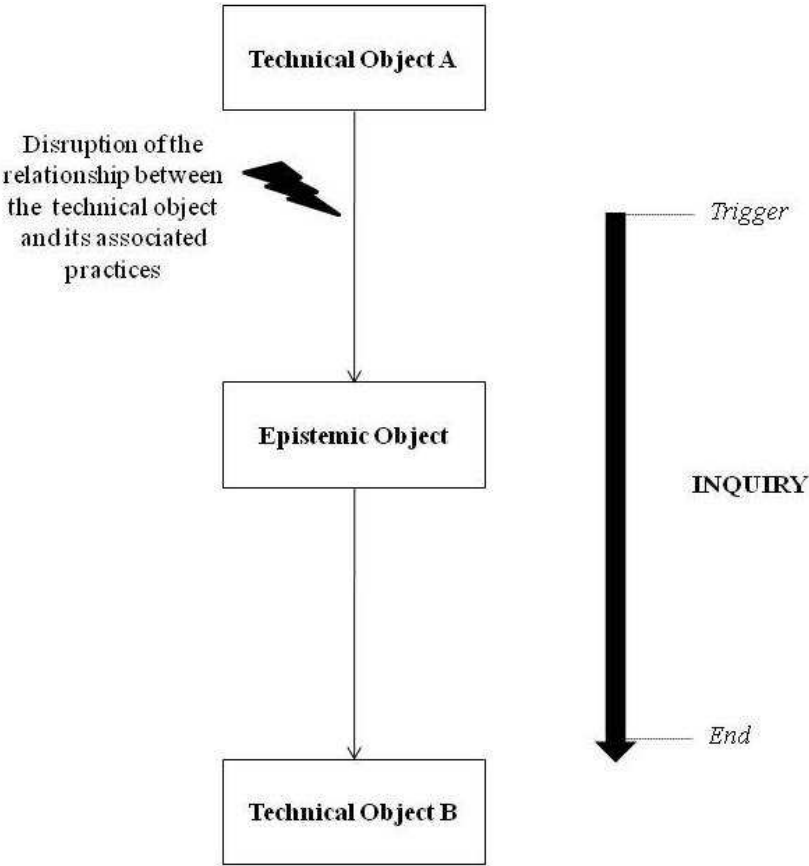 Technical Object A
Disruption of the
relationship between
the technical object
and its associated
practices
Trigger
Epistemic Object
INQUIRY
End
Technical Object B